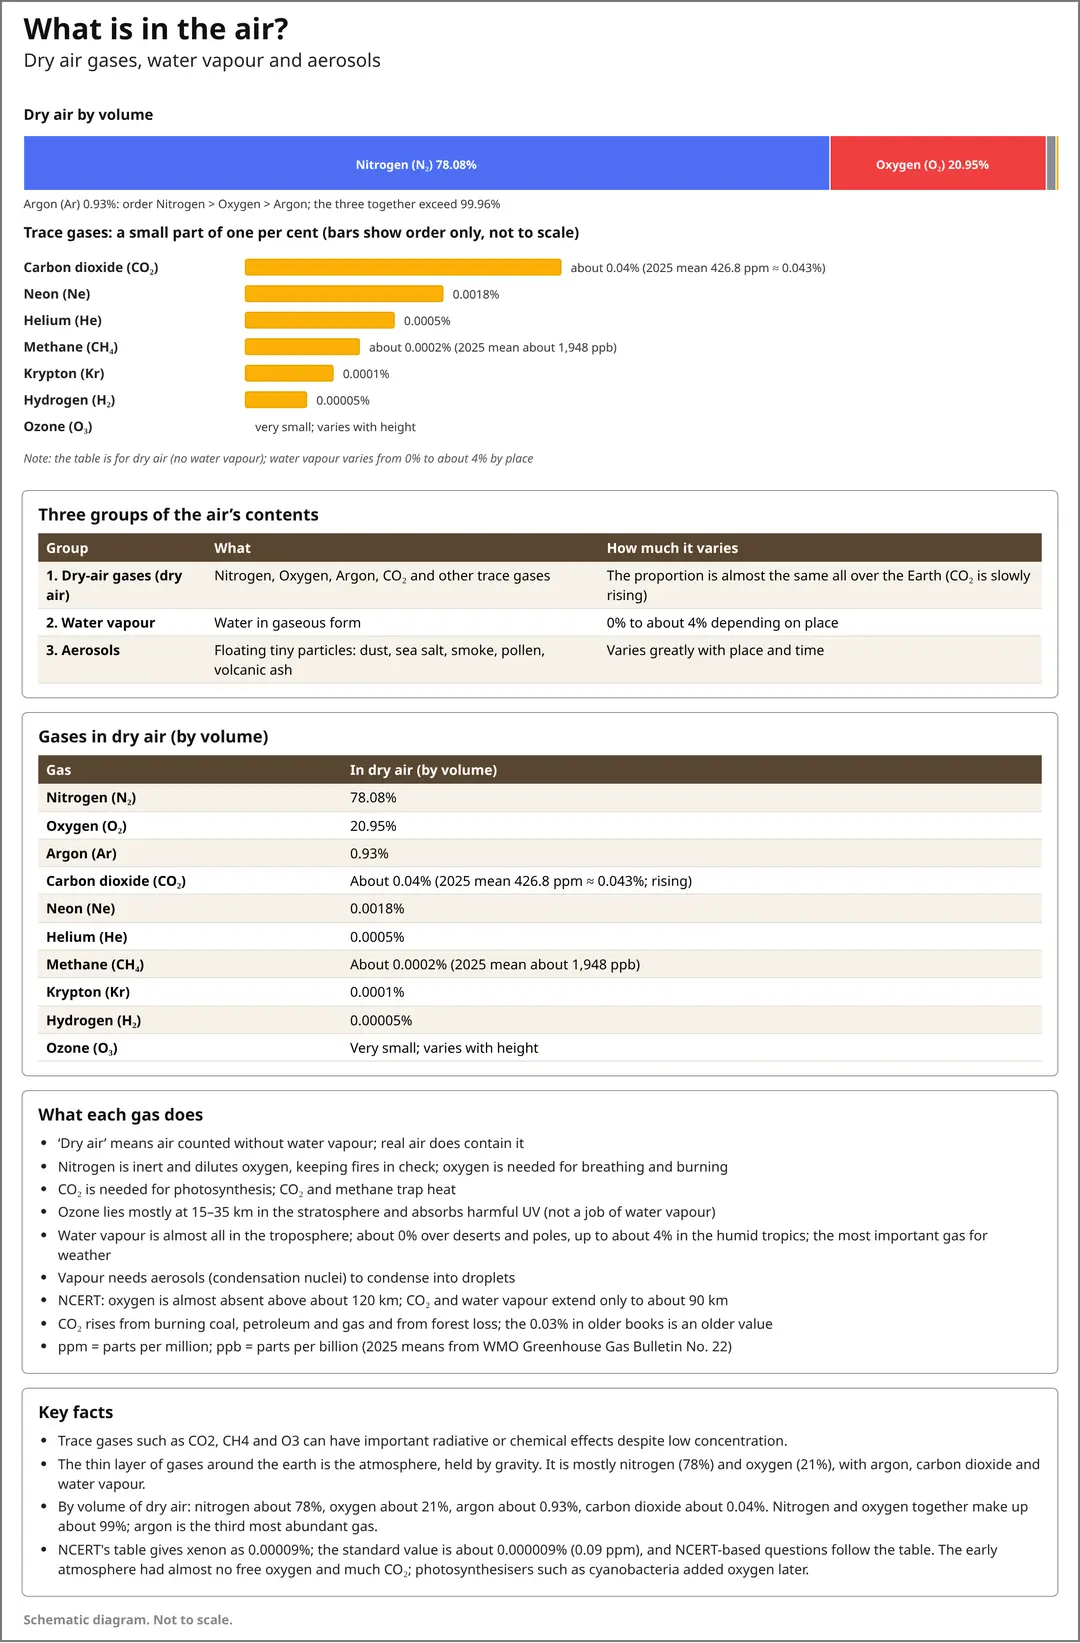 What is in the air?
Dry air gases, water vapour and aerosols
Dry air by volume
Nitrogen (N₂) 78.08%
Oxygen (O₂) 20.95%
Argon (Ar) 0.93%: order Nitrogen > Oxygen > Argon; the three together exceed 99.96%
Trace gases: a small part of one per cent (bars show order only, not to scale)
Carbon dioxide (CO₂) about 0.04% (2025 mean 426.8 ppm ≈ 0.043%)
Neon (Ne) 0.0018%
Helium (He) 0.0005%
Methane (CH₄) about 0.0002% (2025 mean about 1,948 ppb)
Krypton (Kr) 0.0001%
Hydrogen (H₂) 0.00005%
Ozone (O₃) very small; varies with height
Note: the table is for dry air (no water vapour); water vapour varies from 0% to about 4% by place
Three groups of the air’s contents
Group What How much it varies
1. Dry-air gases (dry air) Nitrogen, Oxygen, Argon, CO₂ and other trace gases The proportion is almost the same all over the Earth (CO₂ is slowly rising)
2. Water vapour Water in gaseous form 0% to about 4% depending on place
3. Aerosols Floating tiny particles: dust, sea salt, smoke, pollen, volcanic ash Varies greatly with place and time
Gases in dry air (by volume)
Gas In dry air (by volume)
Nitrogen (N₂) 78.08%
Oxygen (O₂) 20.95%
Argon (Ar) 0.93%
Carbon dioxide (CO₂) About 0.04% (2025 mean 426.8 ppm ≈ 0.043%; rising)
Neon (Ne) 0.0018%
Helium (He) 0.0005%
Methane (CH₄) About 0.0002% (2025 mean about 1,948 ppb)
Krypton (Kr) 0.0001%
Hydrogen (H₂) 0.00005%
Ozone (O₃) Very small; varies with height
What each gas does
• ‘Dry air’ means air counted without water vapour; real air does contain it
• Nitrogen is inert and dilutes oxygen, keeping fires in check; oxygen is needed for breathing and burning
• CO₂ is needed for photosynthesis; CO₂ and methane trap heat
• Ozone lies mostly at 15–35 km in the stratosphere and absorbs harmful UV (not a job of water vapour)
• Water vapour is almost all in the troposphere; about 0% over deserts and poles, up to about 4% in the humid tropics; the most important gas for
weather
• Vapour needs aerosols (condensation nuclei) to condense into droplets
• NCERT: oxygen is almost absent above about 120 km; CO₂ and water vapour extend only to about 90 km
• CO₂ rises from burning coal, petroleum and gas and from forest loss; the 0.03% in older books is an older value
• ppm = parts per million; ppb = parts per billion (2025 means from WMO Greenhouse Gas Bulletin No. 22)
Key facts
• Trace gases such as CO2, CH4 and O3 can have important radiative or chemical effects despite low concentration.
• The thin layer of gases around the earth is the atmosphere, held by gravity. It is mostly nitrogen (78%) and oxygen (21%), with argon, carbon dioxide and
water vapour.
• By volume of dry air: nitrogen about 78%, oxygen about 21%, argon about 0.93%, carbon dioxide about 0.04%. Nitrogen and oxygen together make up
about 99%; argon is the third most abundant gas.
• NCERT's table gives xenon as 0.00009%; the standard value is about 0.000009% (0.09 ppm), and NCERT-based questions follow the table. The early
atmosphere had almost no free oxygen and much CO₂; photosynthesisers such as cyanobacteria added oxygen later.
Schematic diagram. Not to scale.